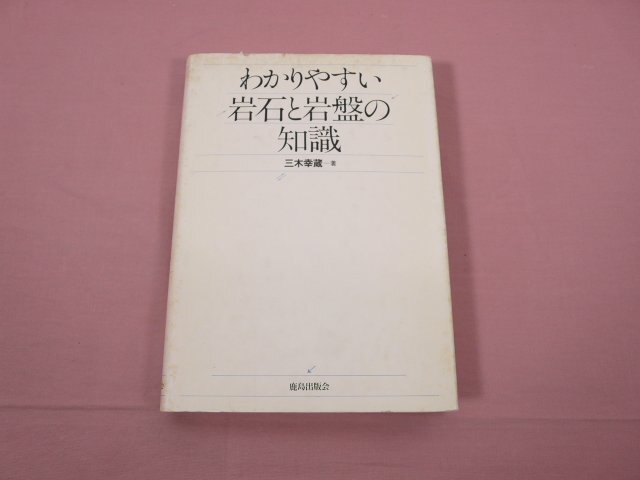 わかりやすい
岩石と岩盤の
知識
三木幸蔵―著
鹿島出版会